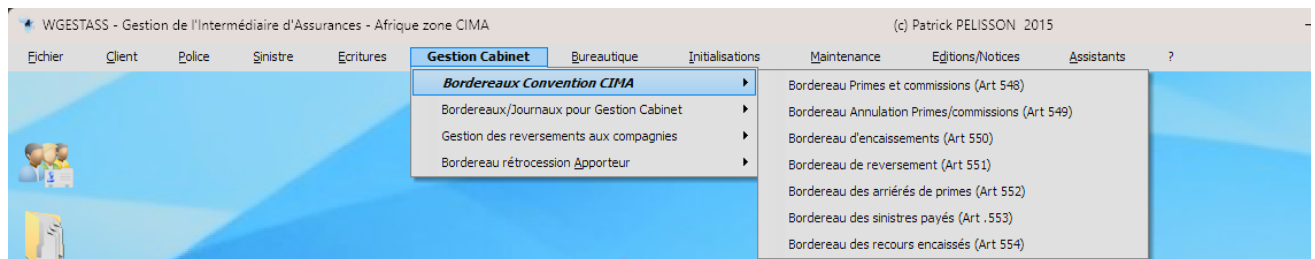 WGESTASS - Gestion de l'Intermédiaire d'Assurances - Afrique zone CIMA (c) Patrick PELISSON 2015
Fichier Client Police Sinistre Ecritures Gestion Cabinet Bureautique Initialisations Maintenance Editions/Notices Assistants ?
Bordereaux Convention CIMA
Bordereaux/Journaux pour Gestion Cabinet
Gestion des reversements aux compagnies
Bordereau rétrocession Apporteur
Bordereau Primes et commissions (Art 548)
Bordereau Annulation Primes/commissions (Art 549)
Bordereau d'encaissements (Art 550)
Bordereau de reversement (Art 551)
Bordereau des arriérés de primes (Art 552)
Bordereau des sinistres payés (Art .553)
Bordereau des recours encaissés (Art 554)